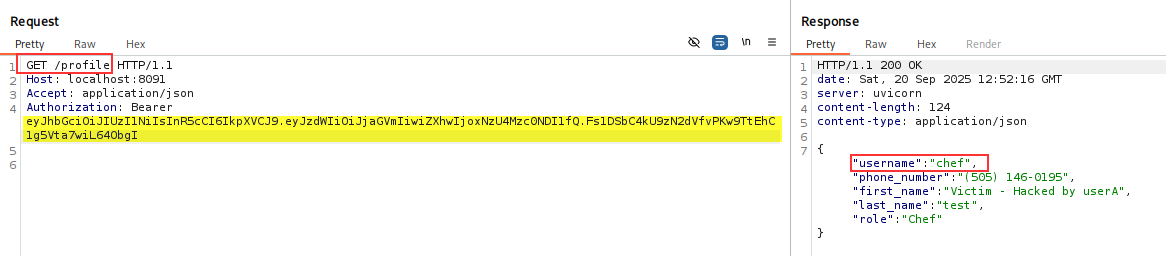 Request
Pretty Raw Hex
\n
1 GET /profile HTTP/1.1
2 Host: localhost:8091
3 Accept: application/json
4 Authorization: Bearer
eyJhbGciOiJIUzI1NiIsInR5cCI6IkpXVCJ9.eyJzdWIiOiJjaGVmIiwiZXhwIjoxNzU4Mzc0NDI1fQ.Fs1DSbC4kU9zN2dVfvPKw9TtEhC
1g5Vta7wiL64ObgI
5
6
Response
Pretty Raw Hex Render
1 HTTP/1.1 200 OK
2 date: Sat, 20 Sep 2025 12:52:16 GMT
3 server: uvicorn
4 content-length: 124
5 content-type: application/json
6
7 {
"username":"chef",
"phone_number":"(505) 146-0195",
"first_name":"Victim - Hacked by userA",
"last_name":"test",
"role":"Chef"
}